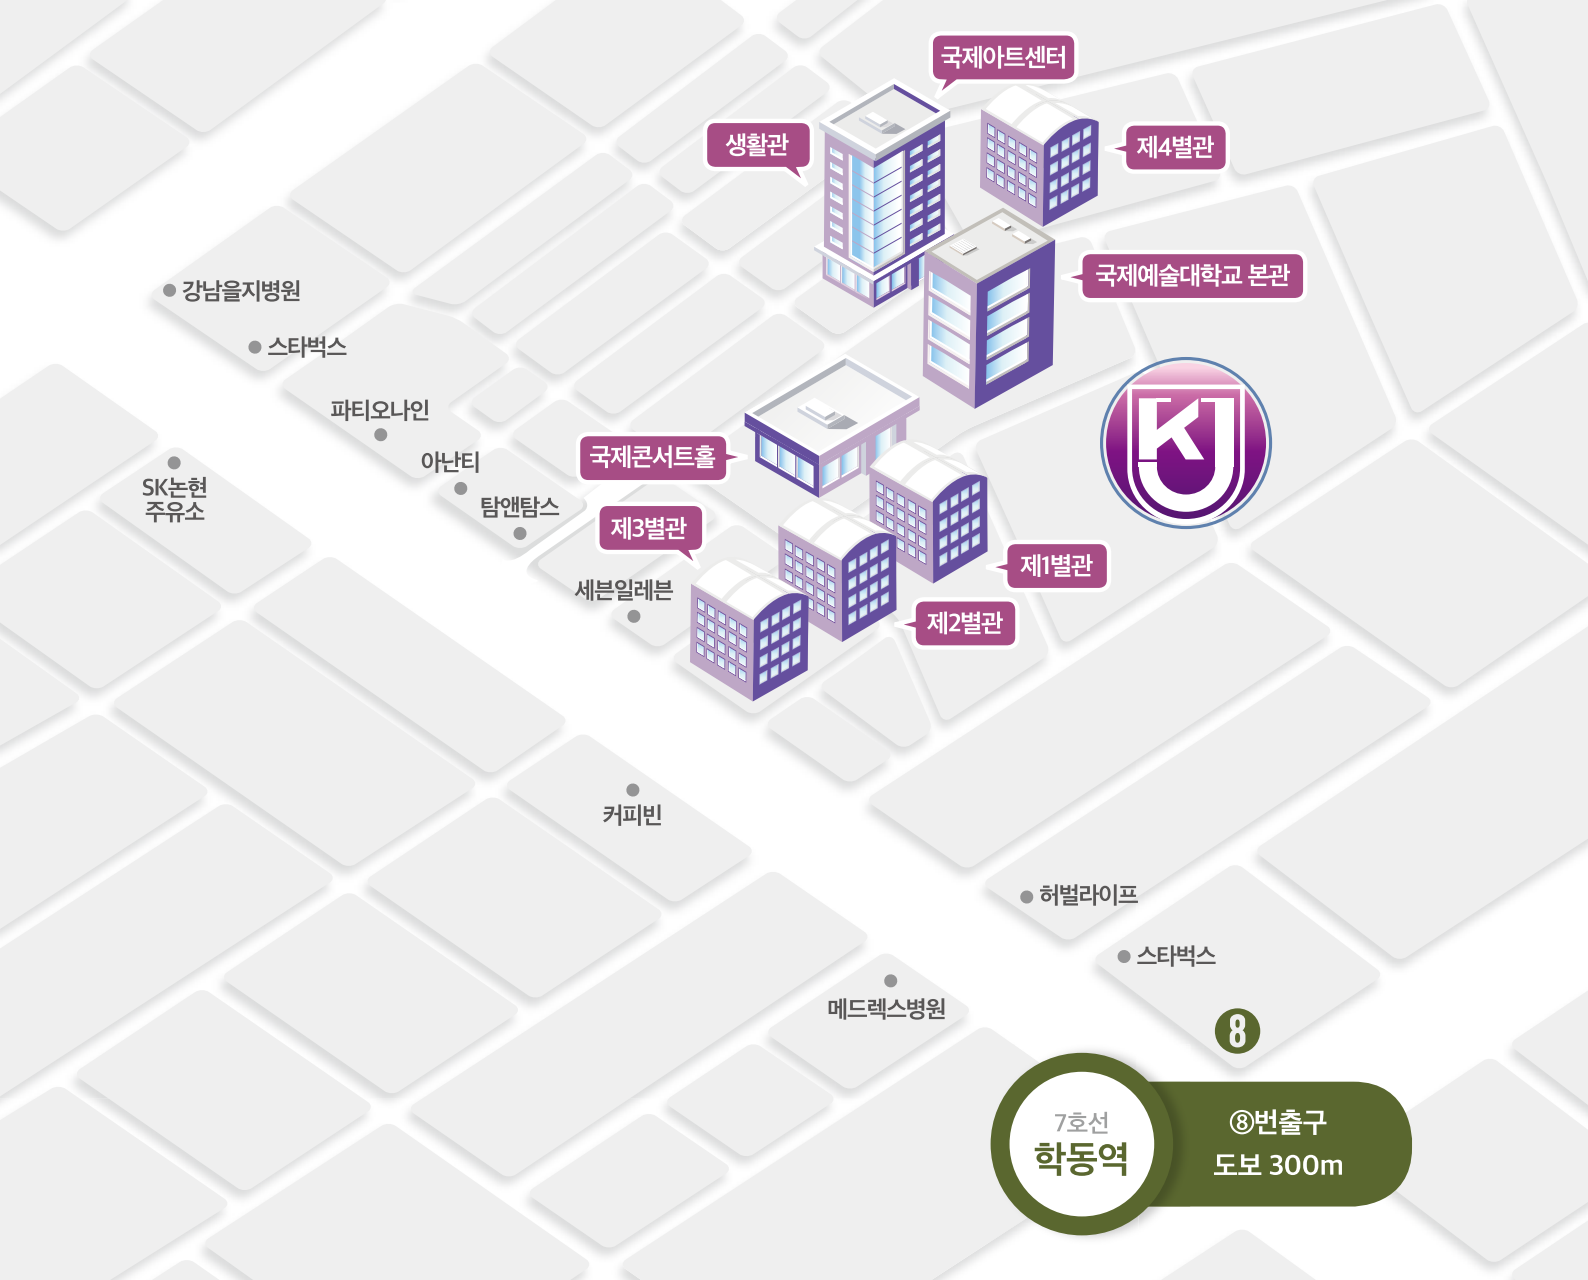 국제아트센터
생활관
제4별관
국제예술대학교 본관
강남을지병원
스타벅스
파티오나인
아난티
탐앤탐스
SK논현
주유소
국제콘서트홀
제3별관
제1별관
세븐일레븐
제2별관
KJU
커피빈
허벌라이프
스타벅스
메드렉스병원
8
7호선
학동역
⑧번출구
도보 300m